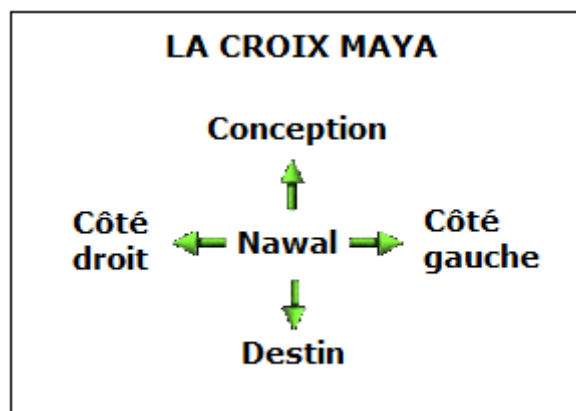 LA CROIX MAYA
Conception
Côté
droit
Nawal
Côté
gauche
Destin